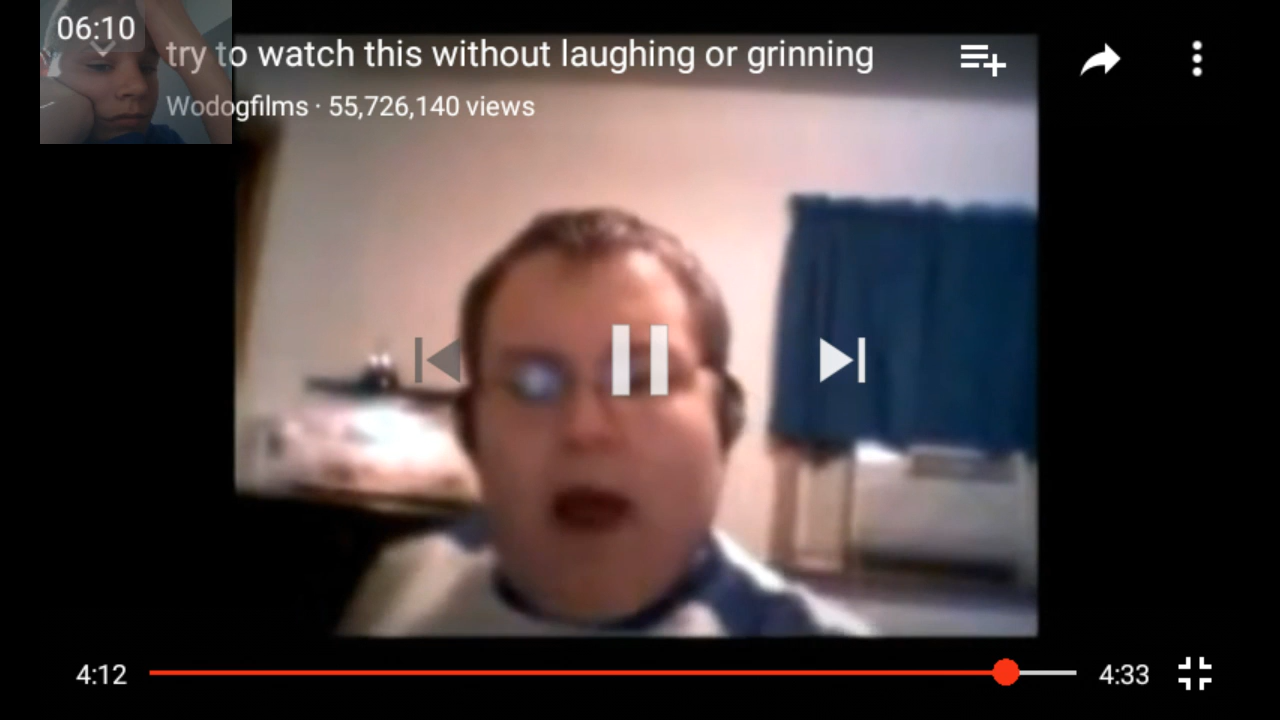 06:10
try to watch this without laughing or grinning
Wodogfilms · 55,726,140 views
4:12
4:33